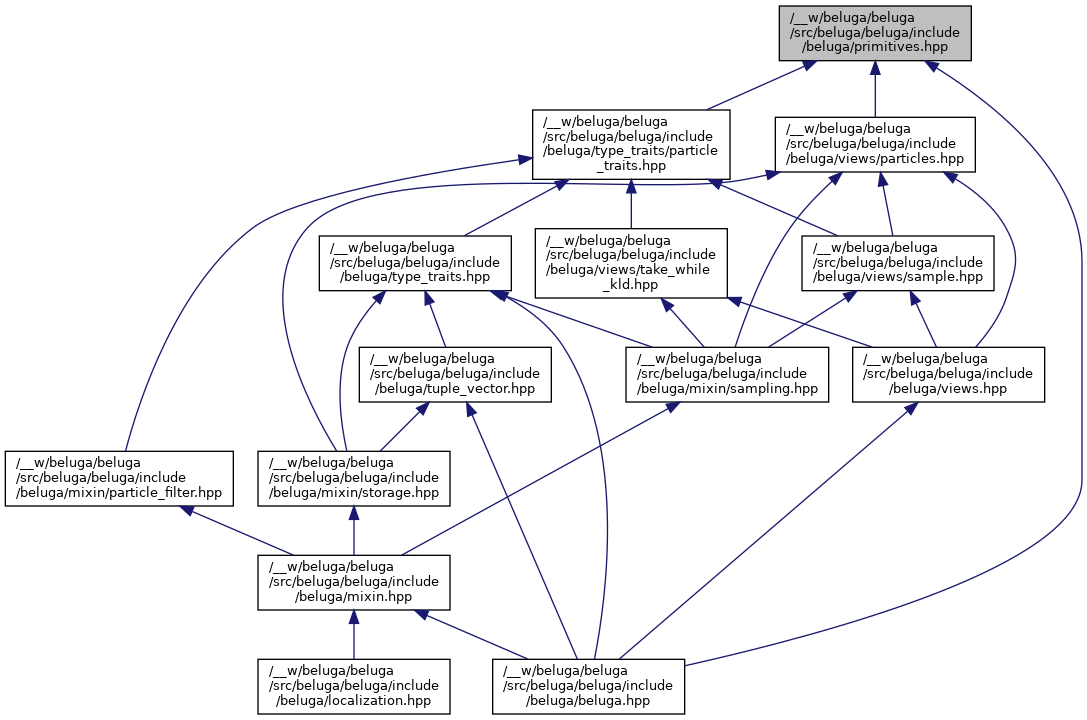 /__w/beluga/beluga
/src/beluga/beluga/include
/beluga/primitives.hpp
/__w/beluga/beluga
/src/beluga/beluga/include
/beluga/type_traits/particle
_traits.hpp
/__w/beluga/beluga
/src/beluga/beluga/include
/beluga/views/particles.hpp
/__w/beluga/beluga
/src/beluga/beluga/include
/beluga/type_traits.hpp
/__w/beluga/beluga
/src/beluga/beluga/include
/beluga/views/take_while
_kld.hpp
/__w/beluga/beluga
/src/beluga/beluga/include
/beluga/views/sample.hpp
/__w/beluga/beluga
/src/beluga/beluga/include
/beluga/tuple_vector.hpp
/__w/beluga/beluga
/src/beluga/beluga/include
/beluga/mixin/sampling.hpp
/__w/beluga/beluga
/src/beluga/beluga/include
/beluga/views.hpp
/__w/beluga/beluga
/src/beluga/beluga/include
/beluga/mixin/particle_filter.hpp
/__w/beluga/beluga
/src/beluga/beluga/include
/beluga/mixin/storage.hpp
/__w/beluga/beluga
/src/beluga/beluga/include
/beluga/mixin.hpp
/__w/beluga/beluga
/src/beluga/beluga/include
/beluga/localization.hpp
/__w/beluga/beluga
/src/beluga/beluga/include
/beluga/beluga.hpp